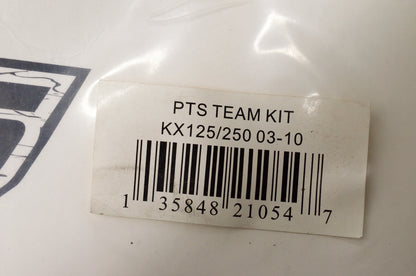 PTS TEAM KIT
KX125/250 03-10
1 35848 21054 7